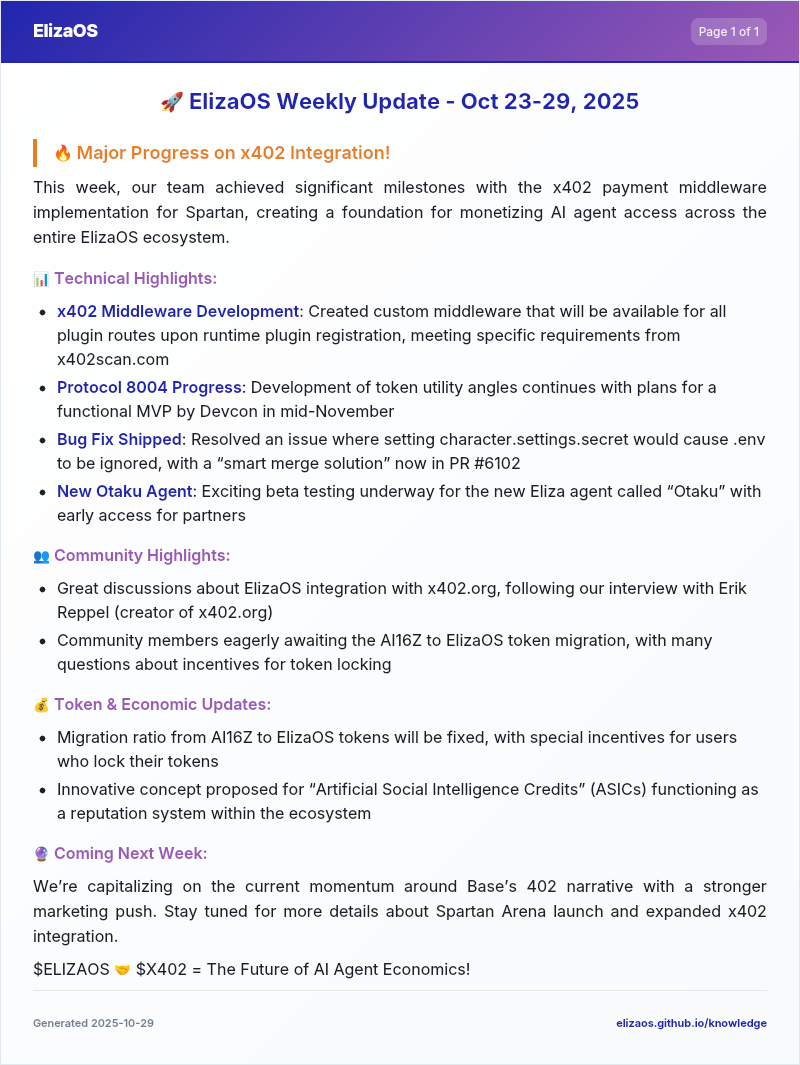 ElizaOS
Page 1 of 1
🚀 ElizaOS Weekly Update - Oct 23-29, 2025
🔥 Major Progress on x402 Integration!
This week, our team achieved significant milestones with the x402 payment middleware
implementation for Spartan, creating a foundation for monetizing AI agent access across the
entire ElizaOS ecosystem.
📊 Technical Highlights:
• x402 Middleware Development: Created custom middleware that will be available for all
plugin routes upon runtime plugin registration, meeting specific requirements from
x402scan.com
• Protocol 8004 Progress: Development of token utility angles continues with plans for a
functional MVP by Devcon in mid-November
• Bug Fix Shipped: Resolved an issue where setting character.settings.secret would cause .env
to be ignored, with a “smart merge solution” now in PR #6102
• New Otaku Agent: Exciting beta testing underway for the new Eliza agent called “Otaku” with
early access for partners
👥 Community Highlights:
• Great discussions about ElizaOS integration with x402.org, following our interview with Erik
Reppel (creator of x402.org)
• Community members eagerly awaiting the AI16Z to ElizaOS token migration, with many
questions about incentives for token locking
💰 Token & Economic Updates:
• Migration ratio from AI16Z to ElizaOS tokens will be fixed, with special incentives for users
who lock their tokens
• Innovative concept proposed for “Artificial Social Intelligence Credits” (ASICs) functioning as
a reputation system within the ecosystem
🔮 Coming Next Week:
We’re capitalizing on the current momentum around Base’s 402 narrative with a stronger
marketing push. Stay tuned for more details about Spartan Arena launch and expanded x402
integration.
$ELIZAOS 🤝 $X402 = The Future of AI Agent Economics!
Generated 2025-10-29
elizaos.github.io/knowledge